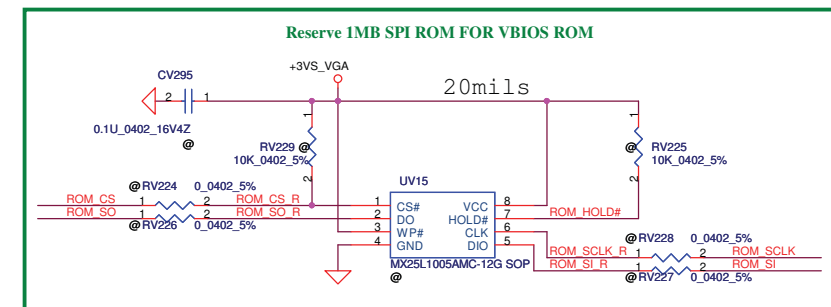 Reserve 1MB SPI ROM FOR VBIOS ROM
+3VS_VGA
CV295
2 1
20mils
0.1U_0402_16V4Z
@
1
RV229 @
10K_0402_5%
2
1
@ RV225
10K_0402_5%
2
UV15
@RV224 0_0402_5%
ROM_CS 1 2 ROM_CS_R 1 CS# VCC 8
ROM_SO 1 2 ROM_SO_R 2 DO HOLD# 7 ROM_HOLD#
@RV226 0_0402_5% 3 WP# CLK 6
4 GND DIO 5
@RV228 0_0402_5%
ROM_SCLK_R 1 2 ROM_SCLK
ROM_SI_R 1 2 ROM_SI
@RV227 0_0402_5%
MX25L1005AMC-12G SOP
@